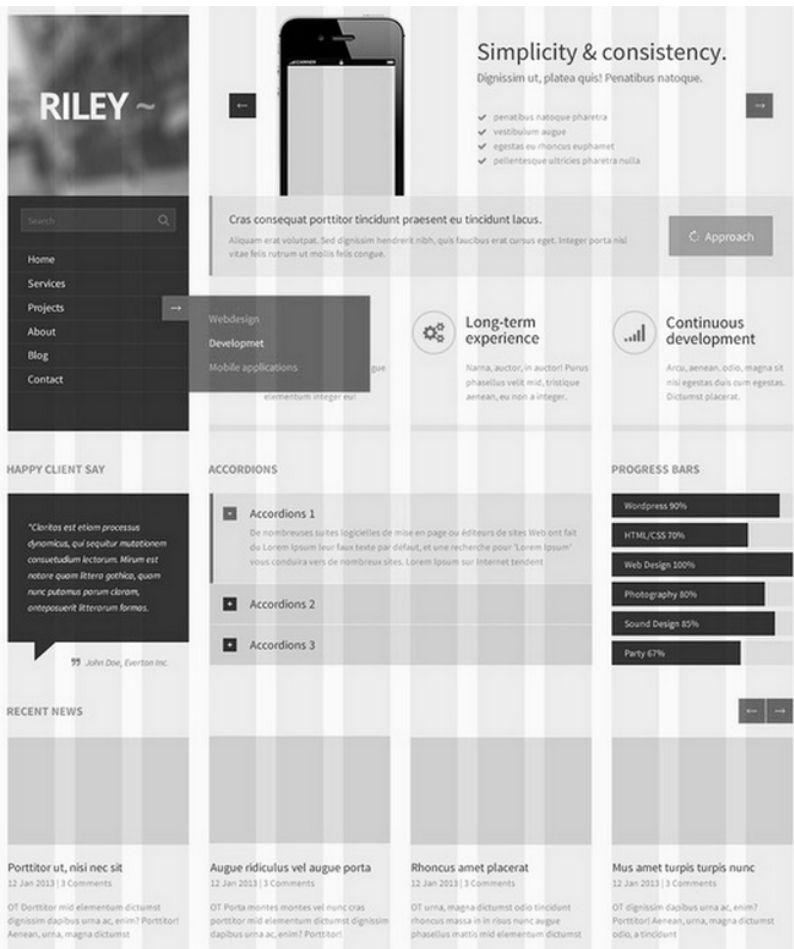 RILEY ~
Simplicity & consistency.
Dignissim ut, platea quis! Penatibus natoque.
penatibus natoque pharetra
vestibulum augue
egestas eu rhoncus euphamet
pellentesque ultricies pharetra nulla
Search
Home
Services
Projects
About
Blog
Contact
Webdesign
Developmet
Mobile applications
Cras consequat porttitor tincidunt praesent eu tincidunt lacus.
Aliquam erat volutpat. Sed dignissim hendrerit nibh, quis faucibus erat cursus eget. Integer porta nisl
vitae felis rutrum ut mollis felis congue.
Approach
elementum integer eu!
Long-term
experience
Narna, auctor, in auctor! Purus
phasellus velit mid, tristique
aenean, eu non a integer.
Continuous
development
Arcu, aenean, odio, magna sit
nisi egestas duis cum egestas.
Dictumst placerat.
HAPPY CLIENT SAY
"Claritas est etiam processus
dynamicus, qui sequitur mutationem
consuetudium lectorum. Mirum est
notare quam littera gothica, quam
nunc putamus parum claram,
anteposuerit litterarum formas.
John Doe, Everton Inc.
ACCORDIONS
Accordions 1
De nombreuses suites logicielles de mise en page ou éditeurs de sites Web ont fait
du Lorem Ipsum leur faux texte par défaut, et une recherche pour 'Lorem Ipsum'
vous conduira vers de nombreux sites. Lorem Ipsum sur Internet tendent
Accordions 2
Accordions 3
PROGRESS BARS
Wordpress 90%
HTML/CSS 70%
Web Design 100%
Photography 80%
Sound Design 85%
Party 67%
RECENT NEWS
Porttitor ut, nisi nec sit
12 Jan 2013 | 3 Comments
OT Dorttitor mid elementum dictumst
dignissim dapibus urna ac, enim? Porttitor!
Aenean, urna, magna dictumst
Augue ridiculus vel augue porta
12 Jan 2013 | 3 Comments
OT Porta montes montes vel nunc cras
porttitor mid elementum dictumst dignissim
dapibus urna ac, enim? Porttitor!
Rhoncus amet placerat
12 Jan 2013 | 3 Comments
OT urna, magna dictumst odio tincidunt
rhoncus massa in in risus nunc augue
phasellus mattis mid elementum dictumst
Mus amet turpis turpis nunc
12 Jan 2013 | 3 Comments
OT dignissim dapibus urna ac, enim?
Porttitor! Aenean, urna, magna dictumst
odio, a tincidunt